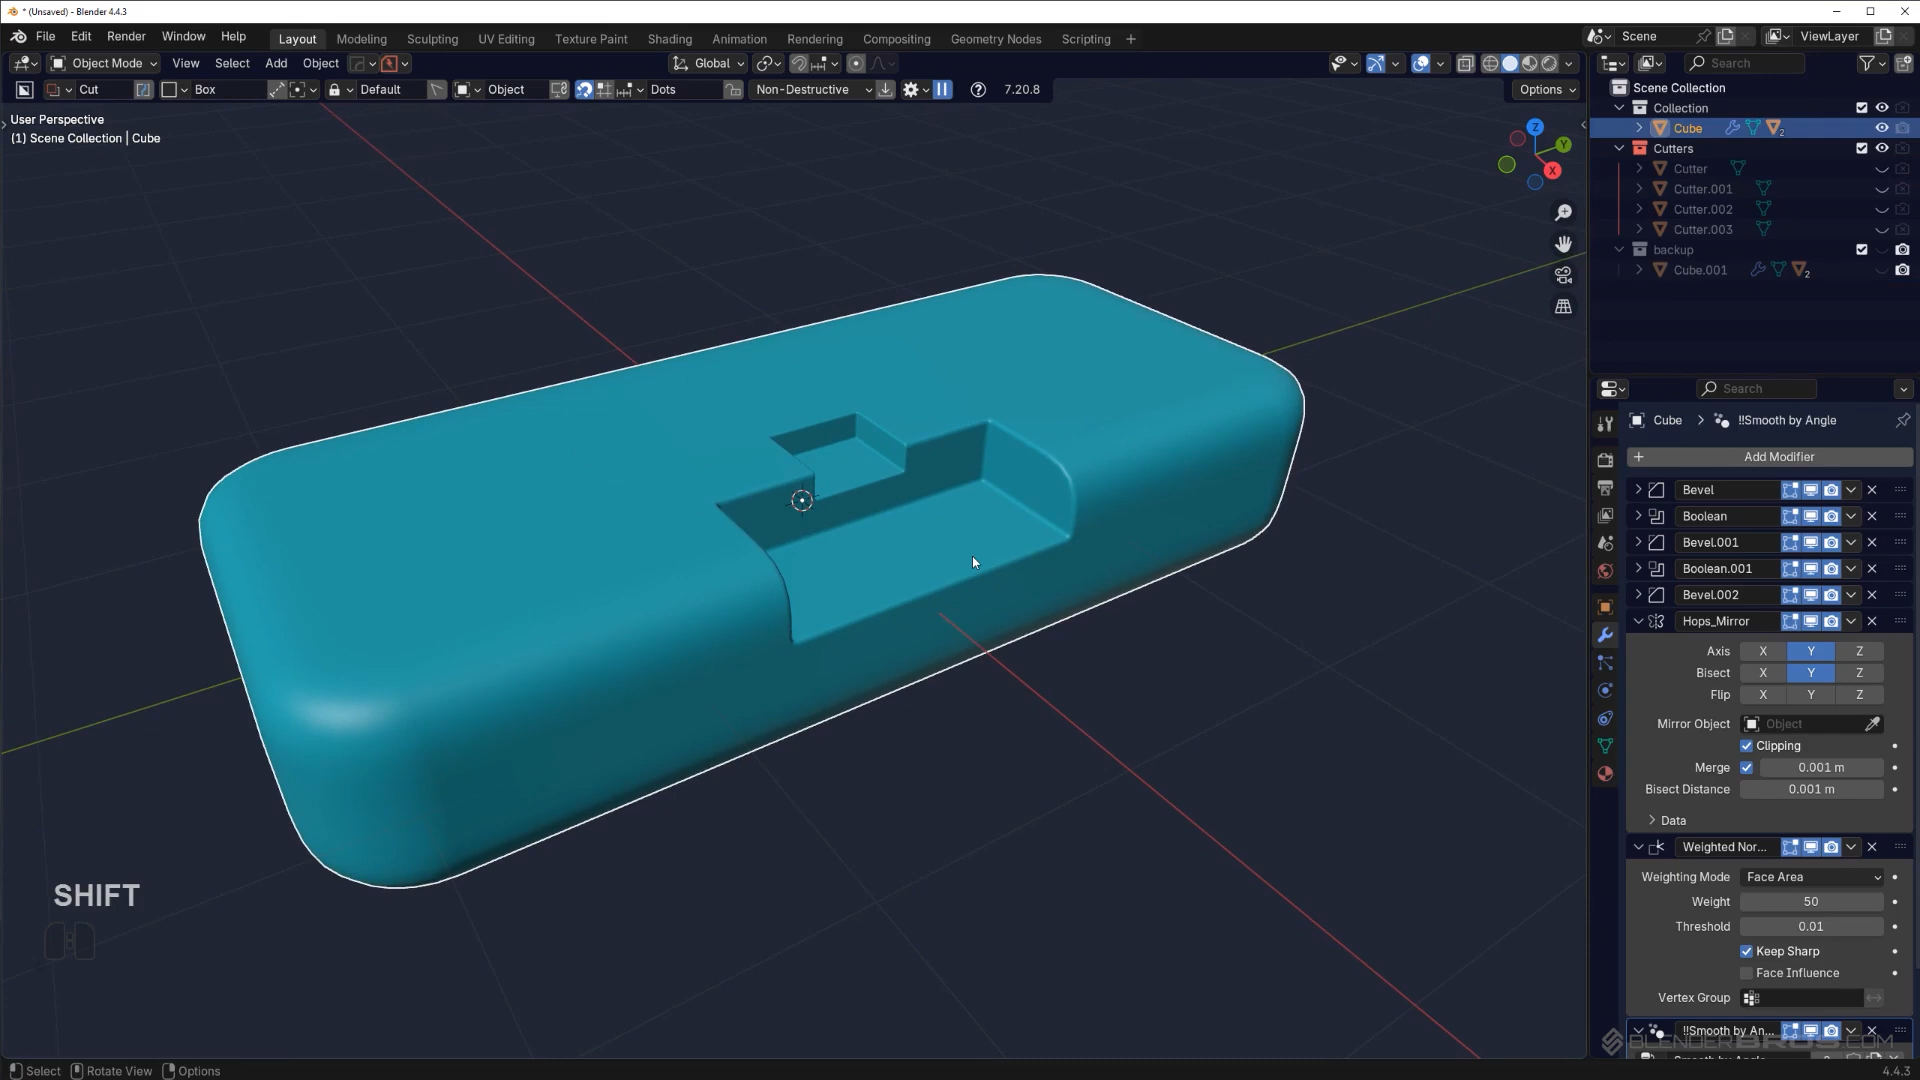 * (Unsaved) - Blender 4.4.3
File Edit Render Window Help Layout Modeling Sculpting UV Editing Texture Paint Shading Animation Rendering Compositing Geometry Nodes Scripting + Scene ViewLayer
Object Mode View Select Add Object Global Search
Cut Box Default Object Dots Non-Destructive 7.20.8 Options
User Perspective
(1) Scene Collection | Cube
Z
Y
X
Scene Collection
Collection
Cube 2
Cutters
Cutter
Cutter.001
Cutter.002
Cutter.003
backup
Cube.001 2
Search
Cube > !!Smooth by Angle
+ Add Modifier
Bevel
Boolean
Bevel.001
Boolean.001
Bevel.002
Hops_Mirror
Axis X Y Z
Bisect X Y Z
Flip X Y Z
Mirror Object Object
Clipping
Merge 0.001 m
Bisect Distance 0.001 m
Data
Weighted Nor...
Weighting Mode Face Area
Weight 50
Threshold 0.01
Keep Sharp
Face Influence
Vertex Group
!!Smooth by An...
BLENDERBROS.COM
SHIFT
Select Rotate View Options 4.4.3